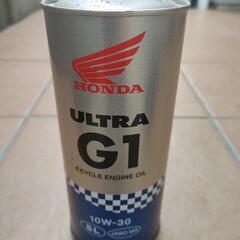 HONDA
ULTRA
G1
4-CYCLE ENGINE OIL
10W-30
SL
JASO MA